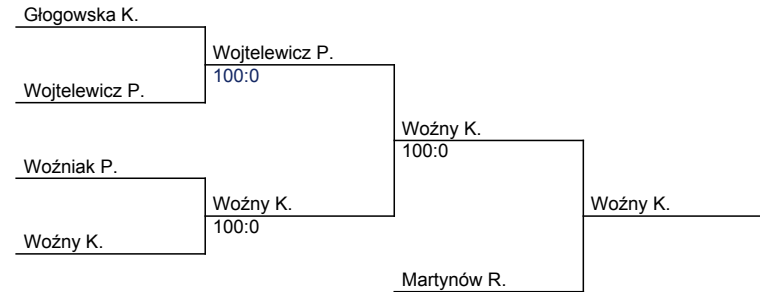 Głogowska K.
Wojtelewicz P.
100:0
Wojtelewicz P.
Woźny K.
100:0
Woźniak P.
Woźny K.
100:0
Woźny K.
Woźny K.
Martynów R.